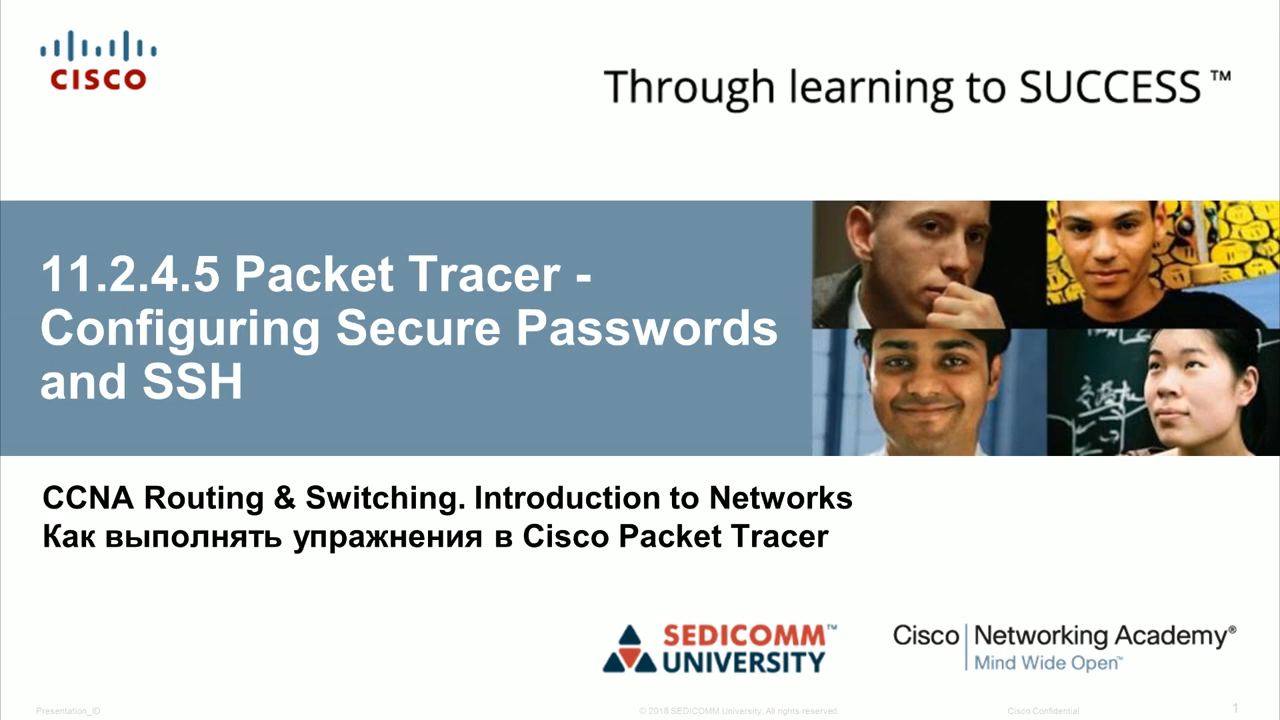 CISCO
Through learning to SUCCESS™
11.2.4.5 Packet Tracer -
Configuring Secure Passwords
and SSH
CCNA Routing & Switching. Introduction to Networks
Как выполнять упражнения в Cisco Packet Tracer
SEDICOMM™
UNIVERSITY
Cisco Networking Academy®
Mind Wide Open™
Presentation_ID
© 2018 SEDICOMM University. All rights reserved.
Cisco Confidential
1